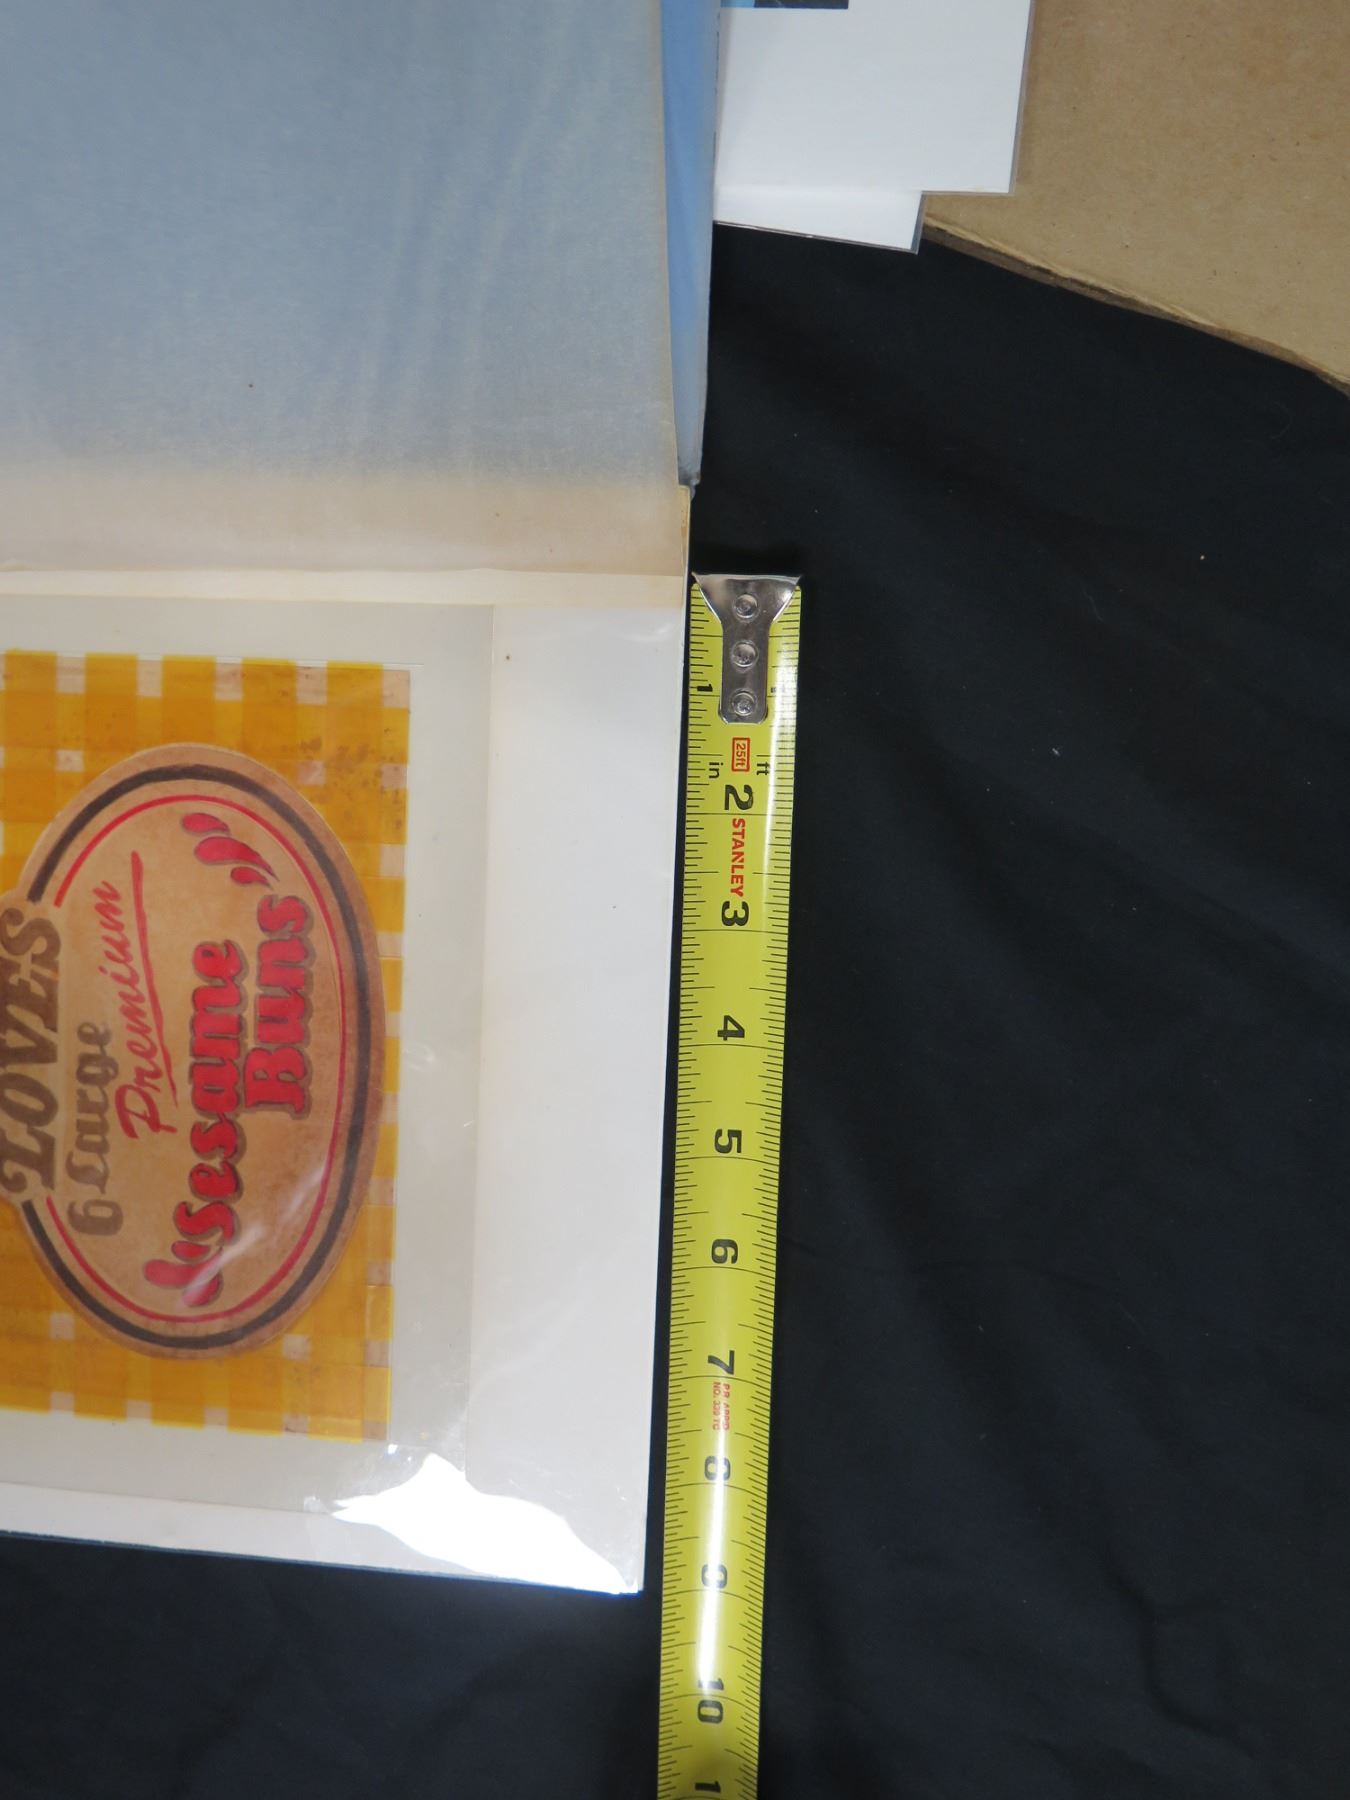 LOVES
6 Large
Premium
Sesame
Buns
1
25ft
in
ft
2
STANLEY
3
4
5
6
7
8
9
10
1